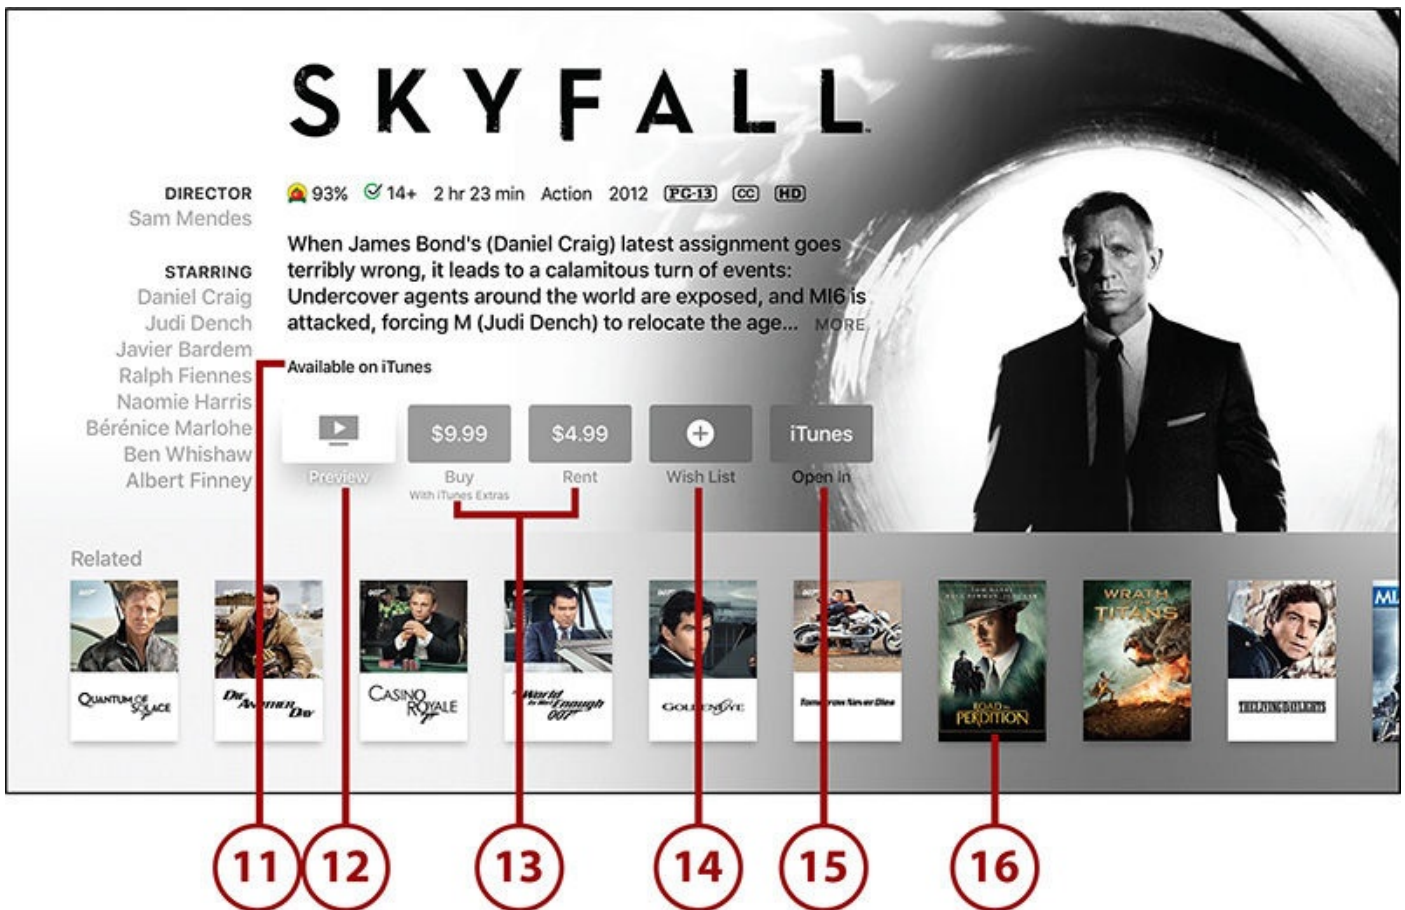 SKYFALL
DIRECTOR
Sam Mendes
STARRING
Daniel Craig
Judi Dench
Javier Bardem
Ralph Fiennes
Naomie Harris
Bérénice Marlohe
Ben Whishaw
Albert Finney
93% 14+ 2 hr 23 min Action 2012 PG-13 CC HD
When James Bond's (Daniel Craig) latest assignment goes
terribly wrong, it leads to a calamitous turn of events:
Undercover agents around the world are exposed, and MI6 is
attacked, forcing M (Judi Dench) to relocate the age... MORE
Available on iTunes
$9.99 $4.99 iTunes
Preview Buy Rent Wish List Open In
With iTunes Extras
Related
QUANTUM OF
SOLACE
DIE
ANOTHER
DAY
CASINO
ROYALE
World
Is Not Enough
007
GOLDENEYE
Tomorrow Never Dies
ROAD TO
PERDITION
WRATH
OF THE
TITANS
THE LIVING DAYLIGHTS
MI
11 12 13 14 15 16